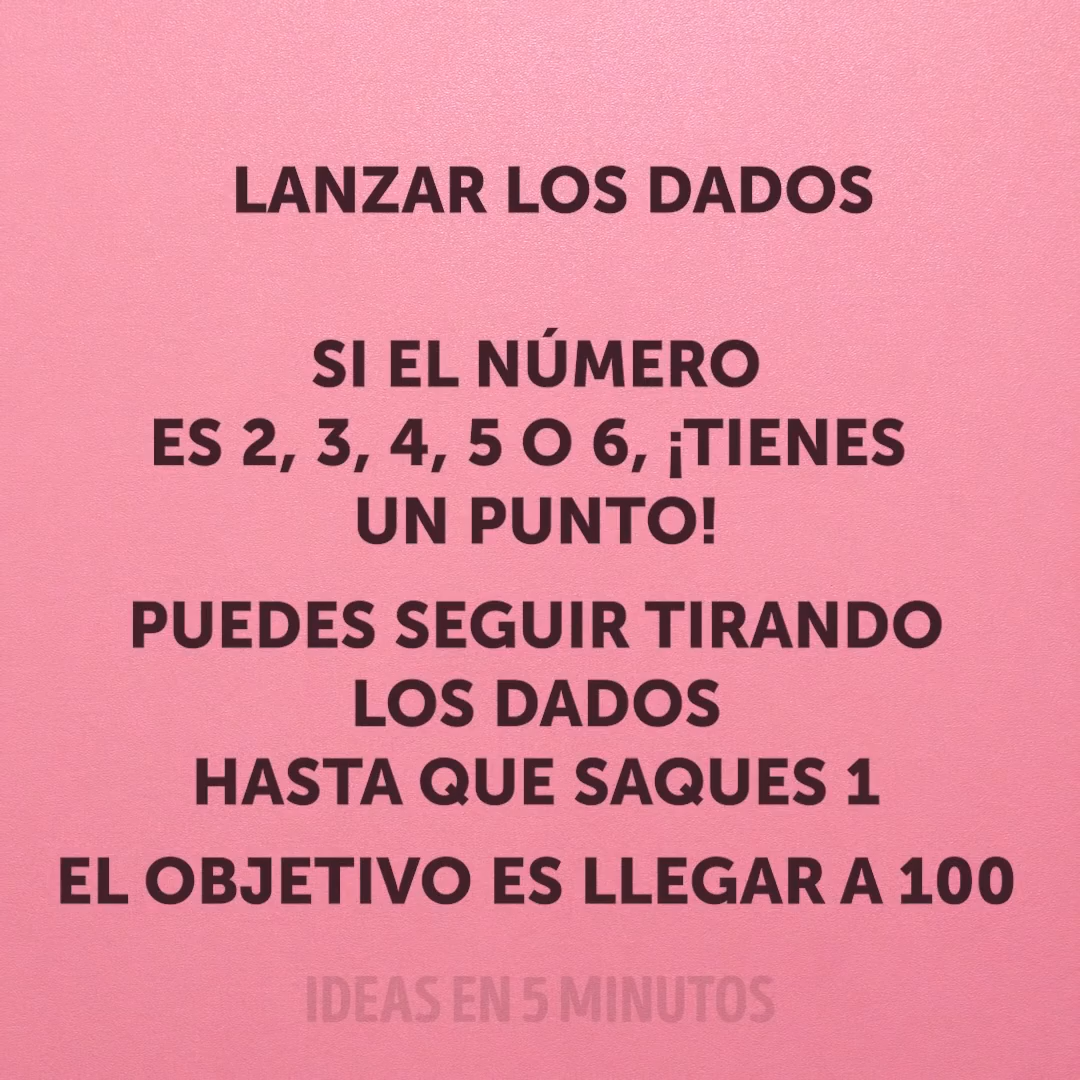 LANZAR LOS DADOS
SI EL NÚMERO
ES 2, 3, 4, 5 O 6, ¡TIENES
UN PUNTO!
PUEDES SEGUIR TIRANDO
LOS DADOS
HASTA QUE SAQUES 1
EL OBJETIVO ES LLEGAR A 100
IDEAS EN 5 MINUTOS